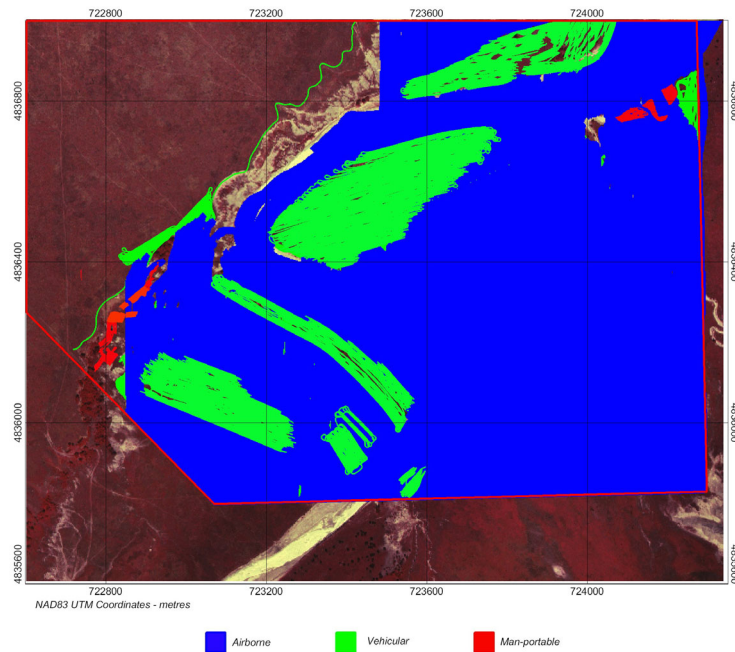 722800 723200 723600 724000
4836800
4836400
4836000
4835600
722800 723200 723600 724000
NAD83 UTM Coordinates - metres
Airborne Vehicular Man-portable